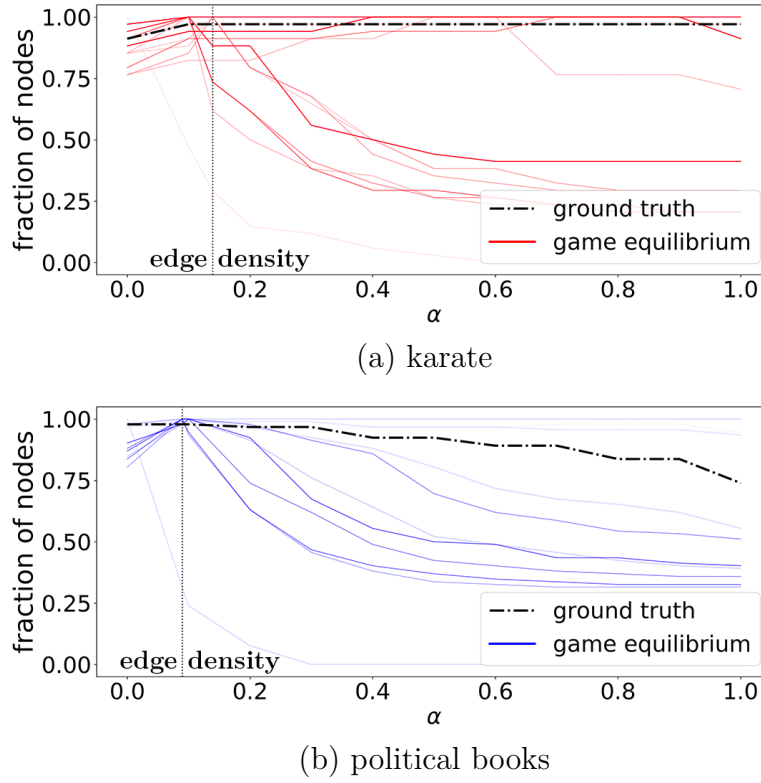 fraction of nodes
1.00
0.75
0.50
0.25
0.00
edge density
ground truth
game equilibrium
0.0 0.2 0.4 0.6 0.8 1.0
α
(a) karate
fraction of nodes
1.00
0.75
0.50
0.25
0.00
edge density
ground truth
game equilibrium
0.0 0.2 0.4 0.6 0.8 1.0
α
(b) political books